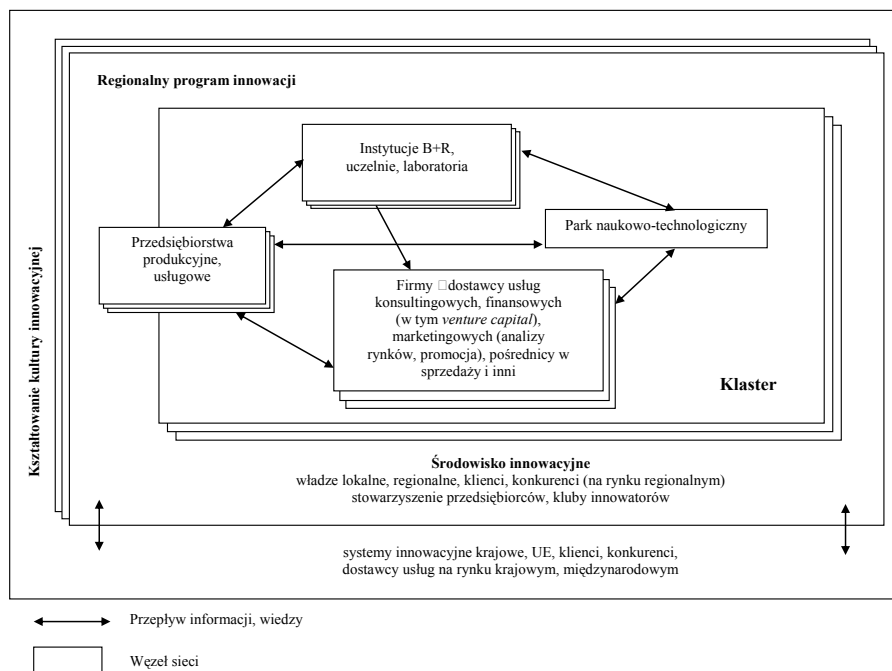 Regionalny program innowacji
Instytucje B+R,
uczelnie, laboratoria
Park naukowo-technologiczny
Przedsiębiorstwa
produkcyjne,
usługowe
Firmy □dostawcy usług
konsultingowych, finansowych
(w tym venture capital),
marketingowych (analizy
rynków, promocja), pośrednicy w
sprzedaży i inni
Klaster
Kształtowanie kultury innowacyjnej
Środowisko innowacyjne
władze lokalne, regionalne, klienci, konkurenci (na rynku regionalnym)
stowarzyszenie przedsiębiorców, kluby innowatorów
systemy innowacyjne krajowe, UE, klienci, konkurenci,
dostawcy usług na rynku krajowym, międzynarodowym
Przepływ informacji, wiedzy
Węzeł sieci